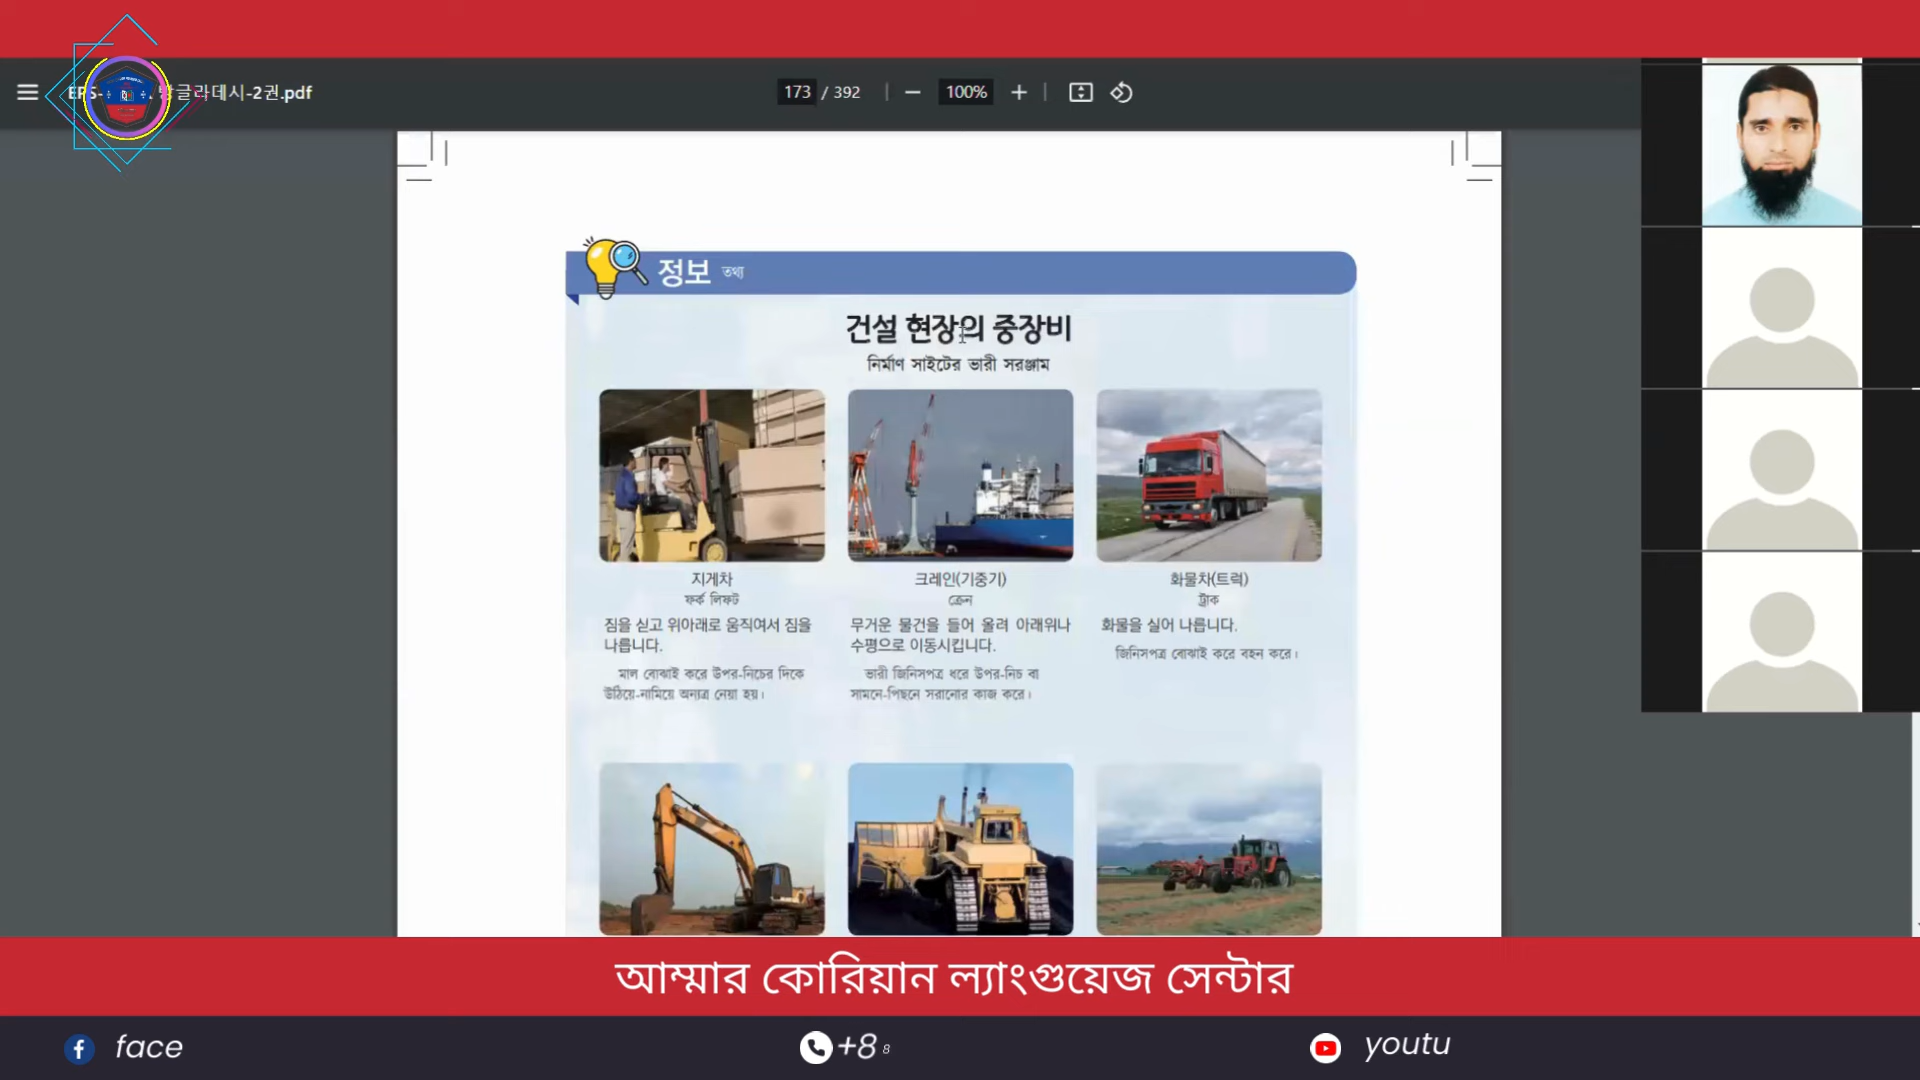 방글라데시-2권.pdf
173 / 392
100%
정보 তথ্য
건설 현장의 중장비
নির্মাণ সাইটের ভারী সরঞ্জাম
지게차
ফর্ক লিফট
짐을 싣고 위아래로 움직여서 짐을
나릅니다.
মাল বোঝাই করে উপর-নিচের দিকে
উঠিয়ে-নামিয়ে অন্যত্র নেয়া হয়।
크레인(기중기)
ক্রেন
무거운 물건을 들어 올려 아래위나
수평으로 이동시킵니다.
ভারী জিনিসপত্র ধরে উপর-নিচ বা
সামনে-পিছনে সরানোর কাজ করে।
화물차(트럭)
ট্রাক
화물을 실어 나릅니다.
জিনিসপত্র বোঝাই করে বহন করে।
আম্মার কোরিয়ান ল্যাংগুয়েজ সেন্টার
face
+8 8
youtu